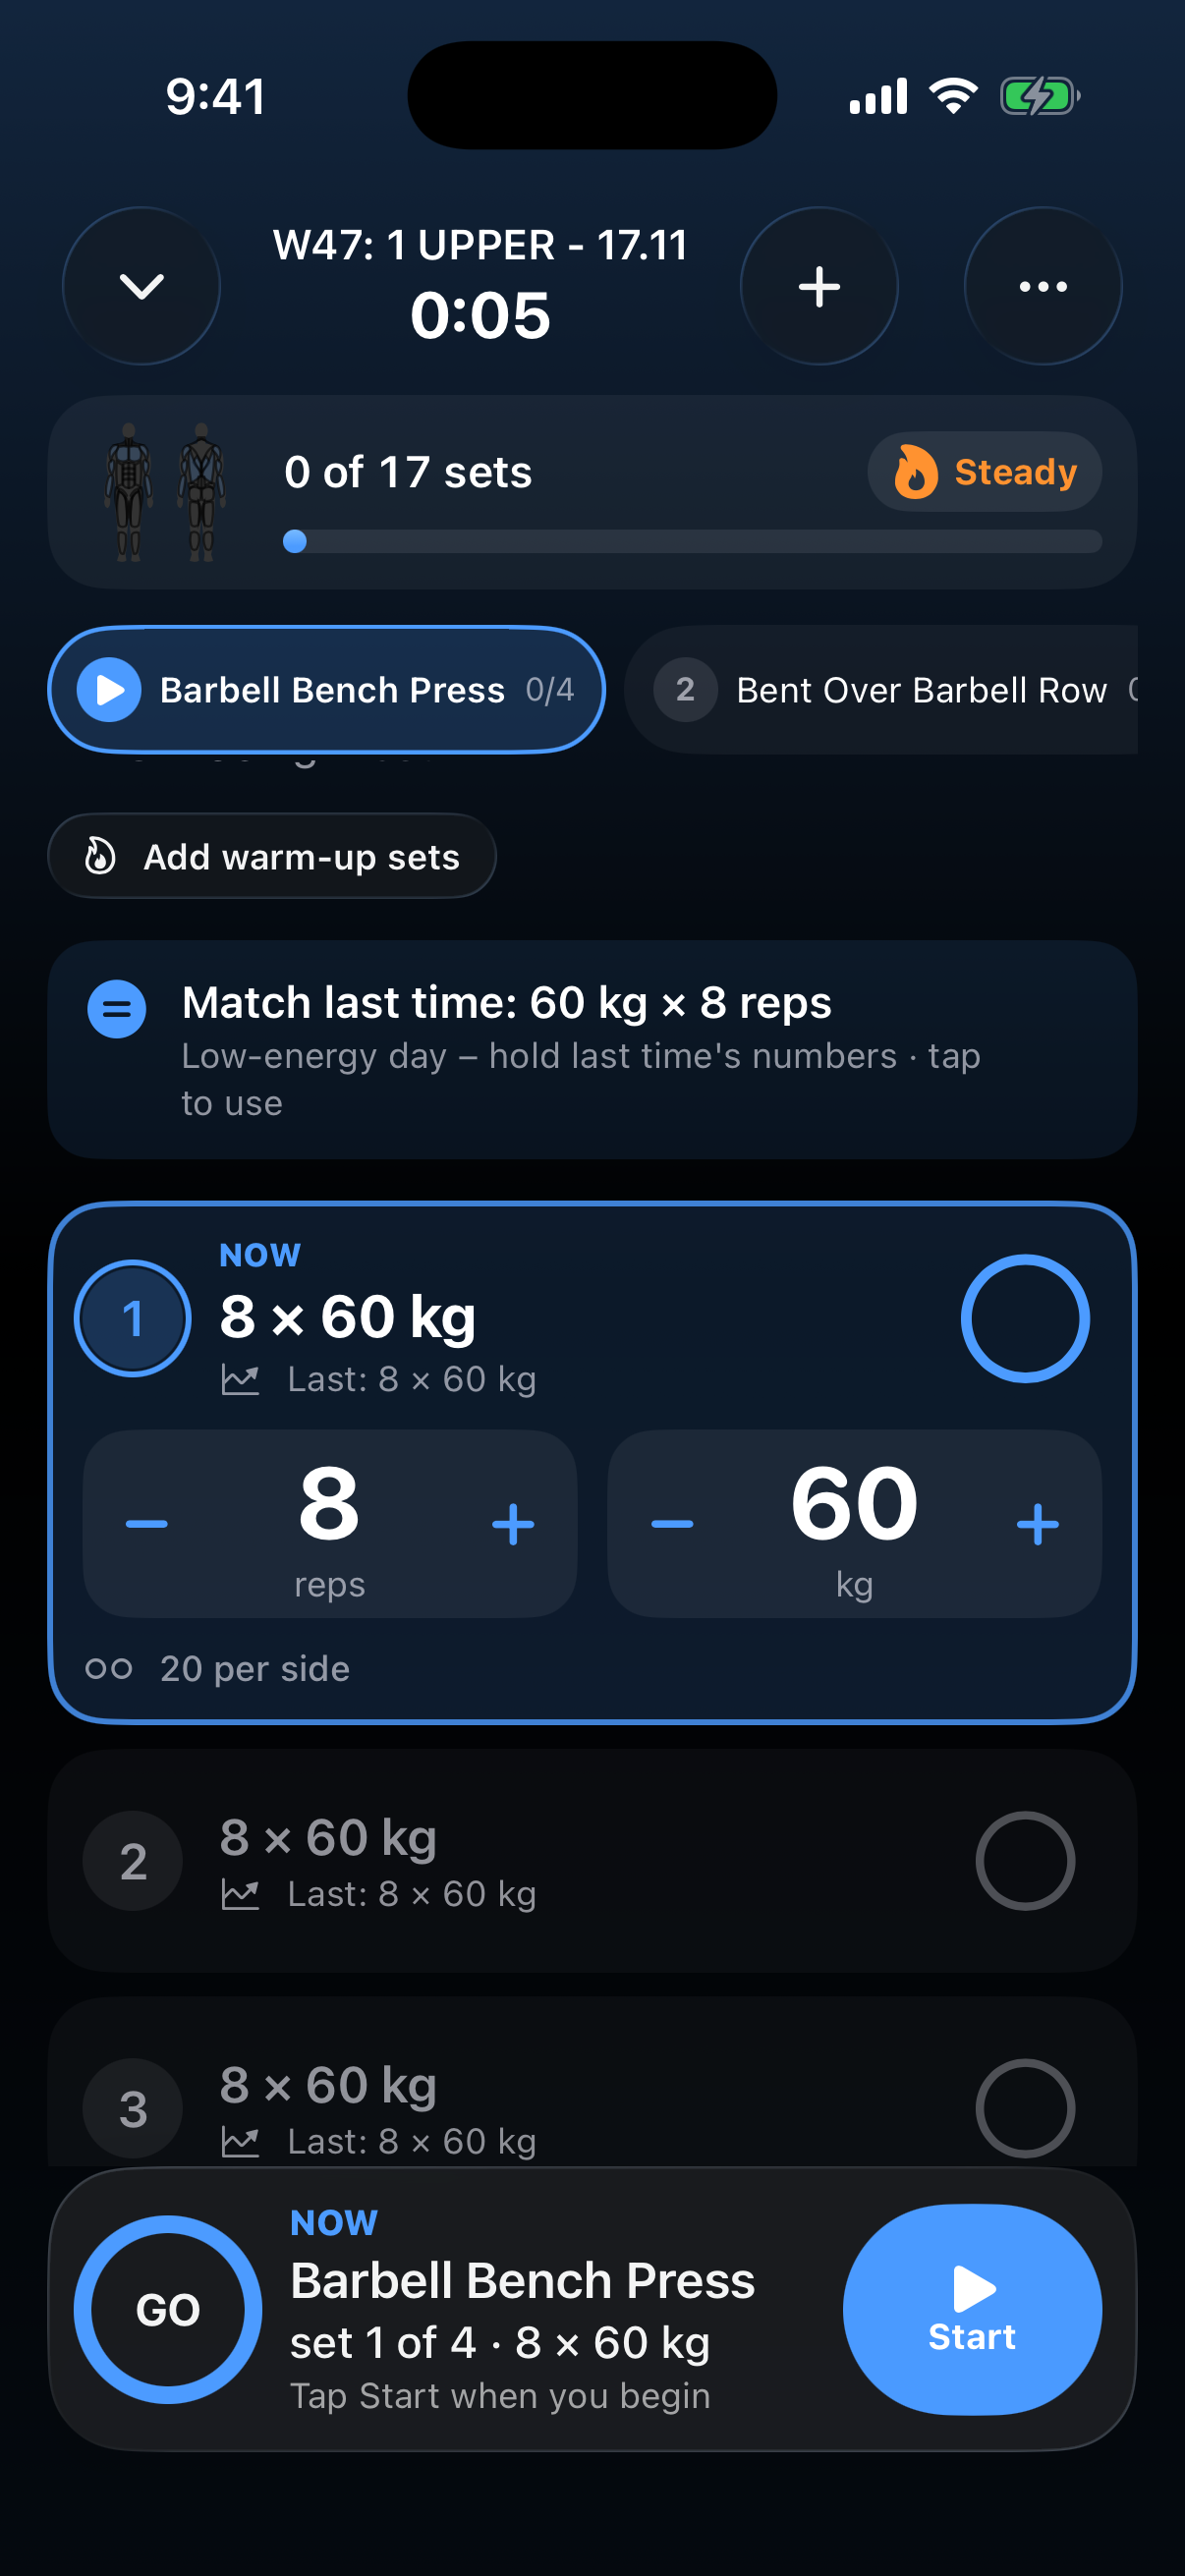 9:41
W47: 1 UPPER - 17.11
0:05
0 of 17 sets
Steady
Barbell Bench Press 0/4
2 Bent Over Barbell Row
Add warm-up sets
Match last time: 60 kg × 8 reps
Low-energy day – hold last time's numbers · tap
to use
NOW
1
8 × 60 kg
Last: 8 × 60 kg
8
reps
60
kg
20 per side
2
8 × 60 kg
Last: 8 × 60 kg
3
8 × 60 kg
Last: 8 × 60 kg
GO
NOW
Barbell Bench Press
set 1 of 4 · 8 × 60 kg
Tap Start when you begin
Start